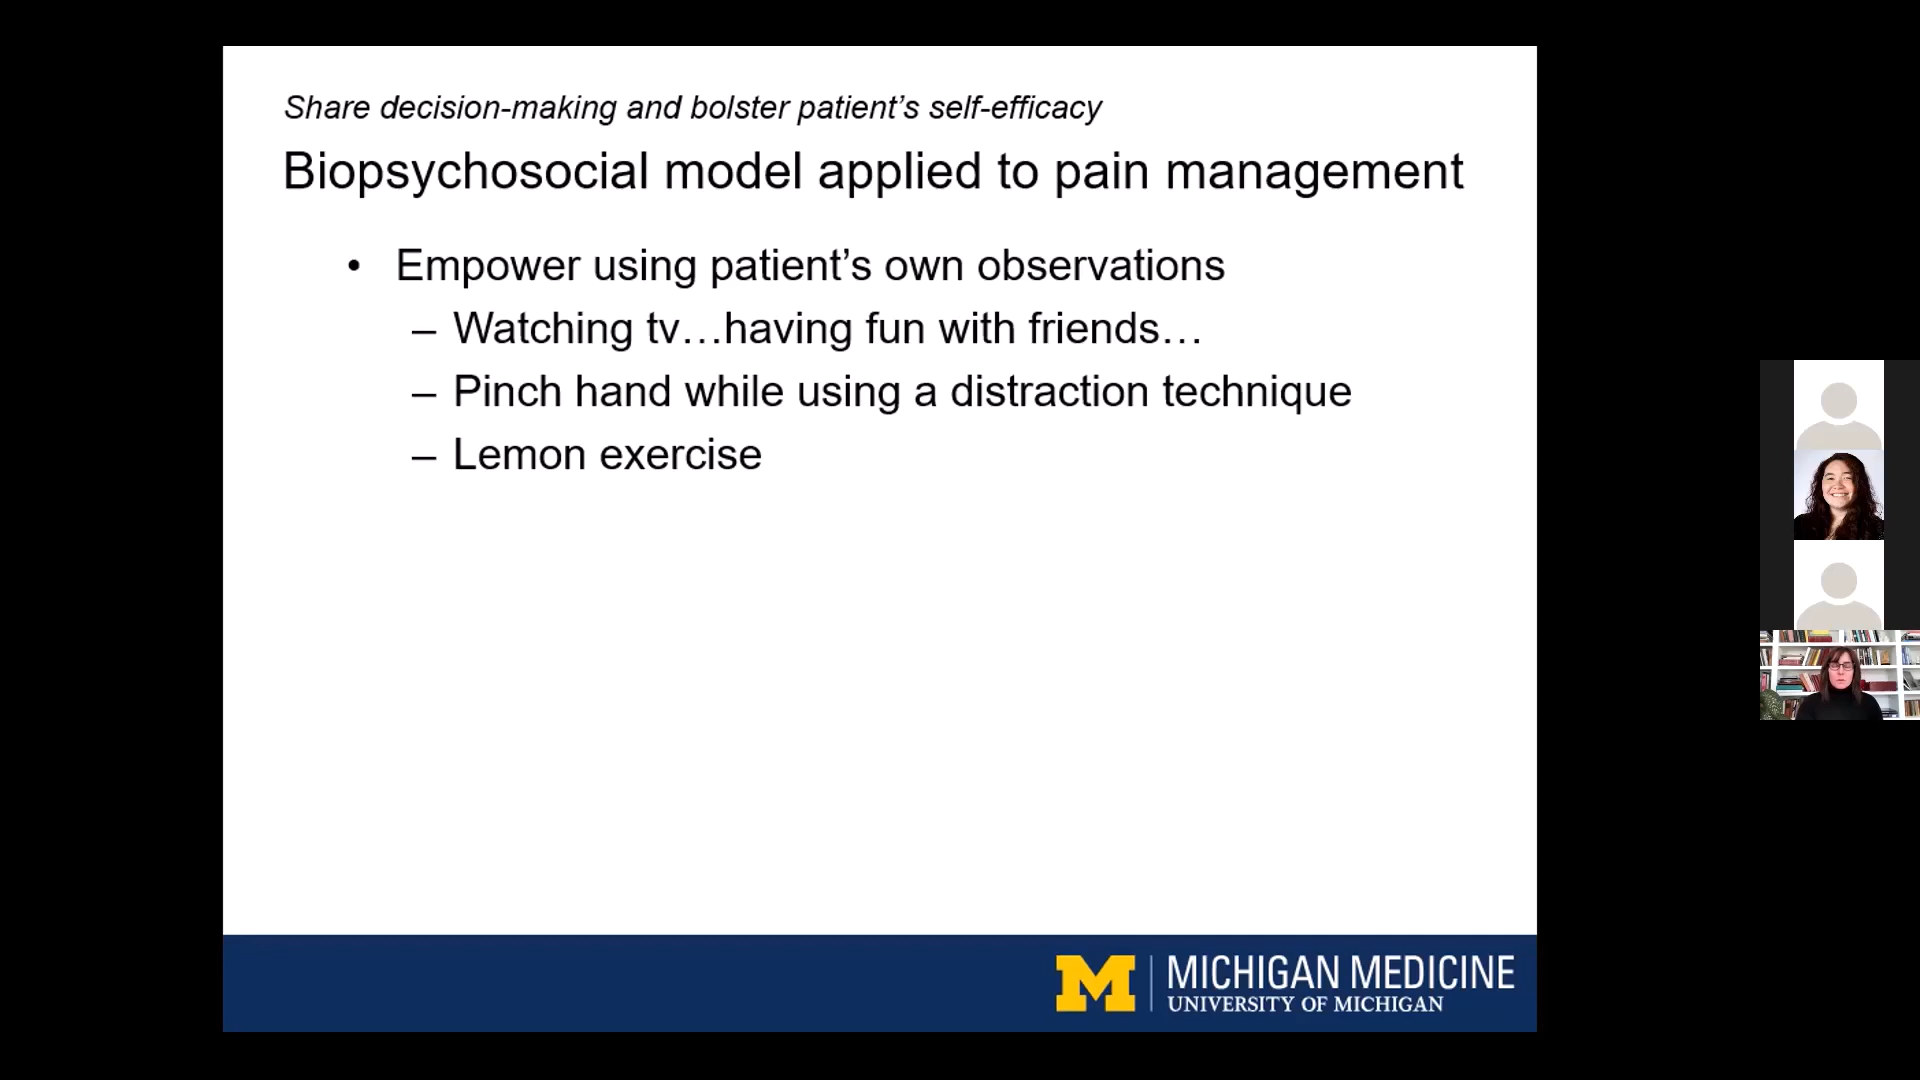 Share decision-making and bolster patient’s self-efficacy
Biopsychosocial model applied to pain management
• Empower using patient’s own observations
– Watching tv…having fun with friends…
– Pinch hand while using a distraction technique
– Lemon exercise
M | MICHIGAN MEDICINE
UNIVERSITY OF MICHIGAN